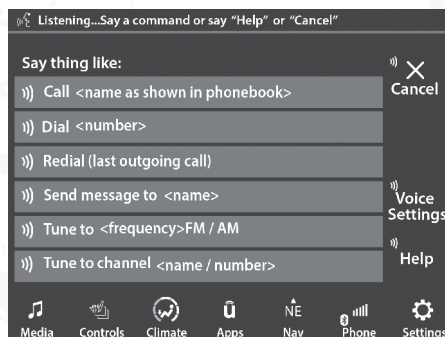 Listening...Say a command or say “Help” or “Cancel”
Say thing like:
Call <name as shown in phonebook>
Dial <number>
Redial (last outgoing call)
Send message to <name>
Tune to <frequency>FM / AM
Tune to channel <name / number>
Cancel
Voice
Settings
Help
û
NE
Media Controls Climate Apps Nav Phone Settings